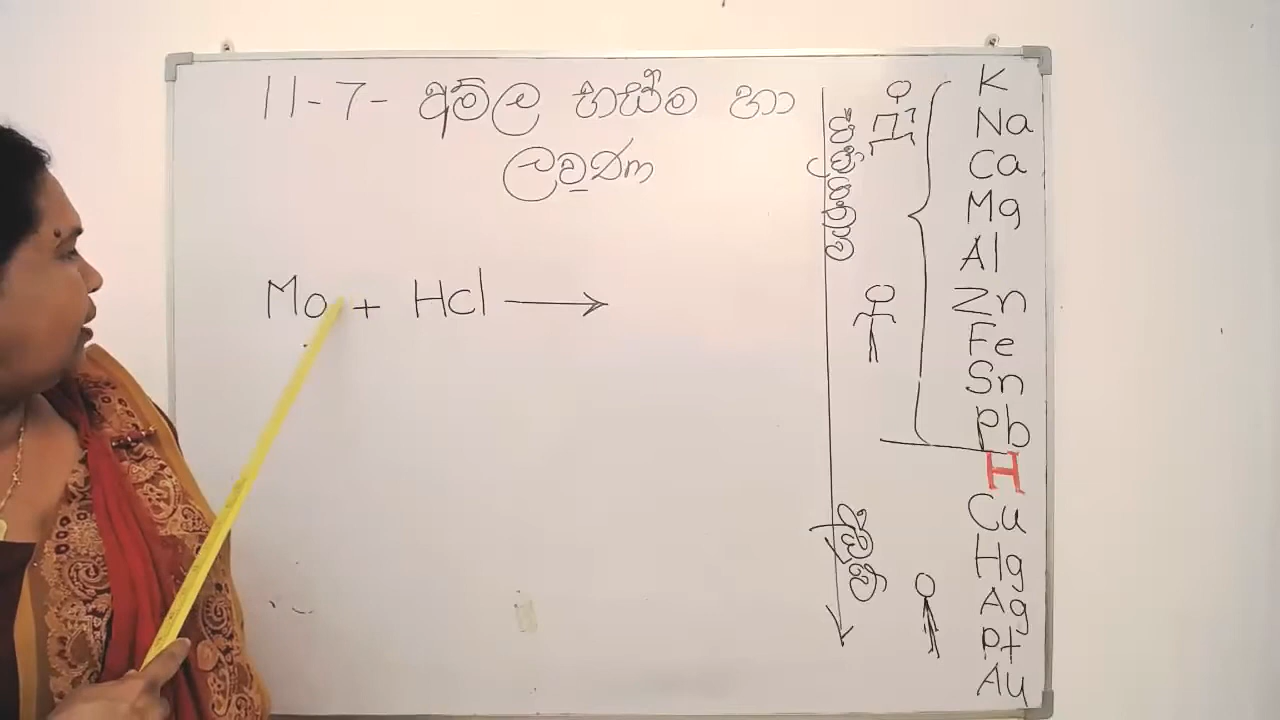 11-7- අම්ල භස්ම හා
ලවණ
Mg + Hcl ⟶
K
Na
Ca
Mg
Al
Zn
Fe
Sn
Pb
H
Cu
Hg
Ag
Pt
Au